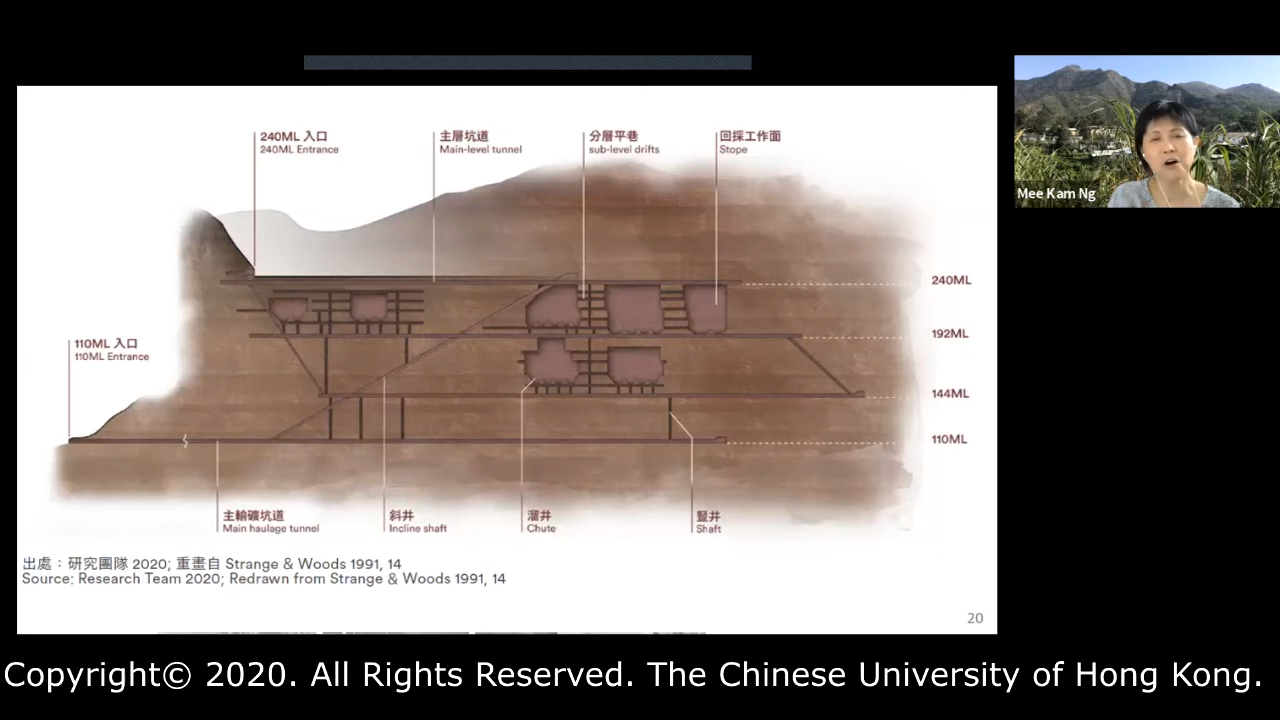 240ML 入口
240ML Entrance
主層坑道
Main-level tunnel
分層平巷
sub-level drifts
回採工作面
Stope
Mee Kam Ng
240ML
192ML
110ML 入口
110ML Entrance
144ML
110ML
主輸礦坑道
Main haulage tunnel
斜井
Incline shaft
溜井
Chute
豎井
Shaft
出處：研究團隊 2020; 重畫自 Strange & Woods 1991, 14
Source: Research Team 2020; Redrawn from Strange & Woods 1991, 14
20
Copyright© 2020. All Rights Reserved. The Chinese University of Hong Kong.